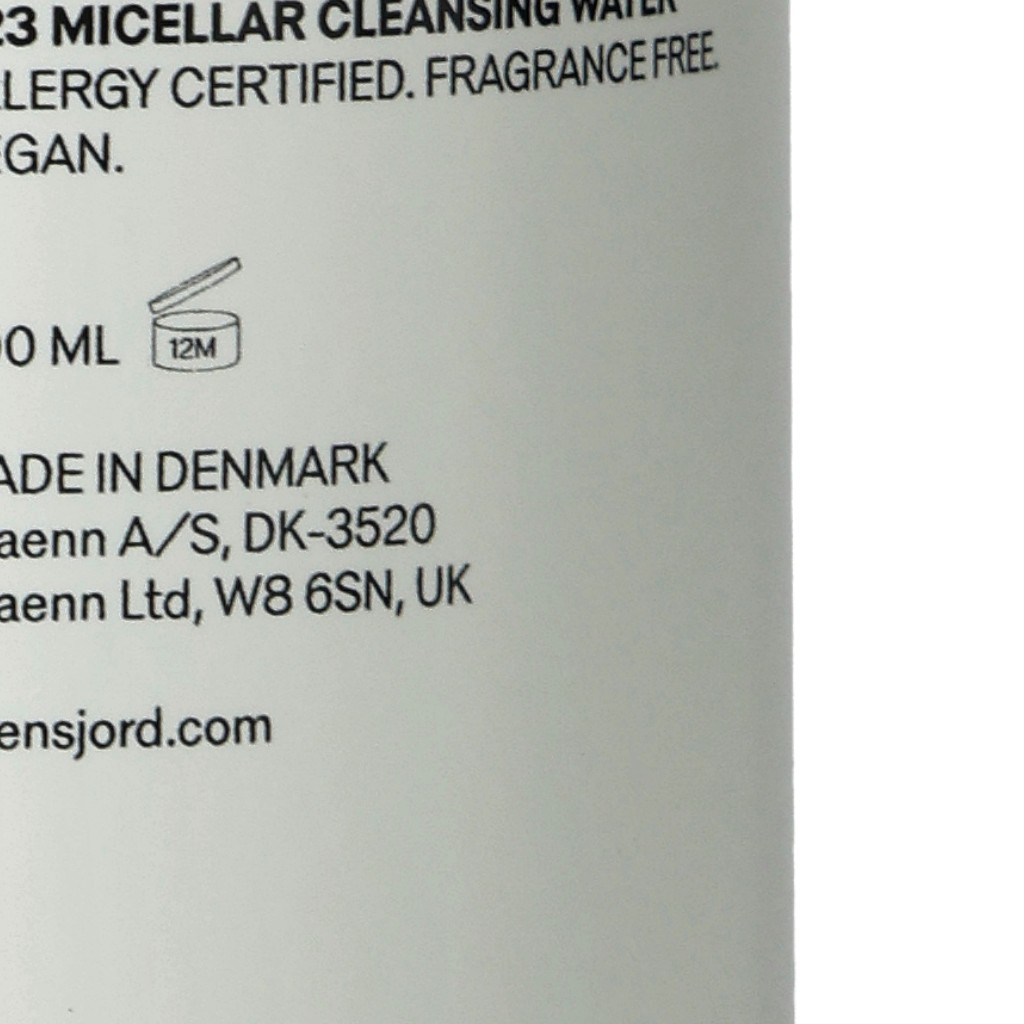 23 MICELLAR CLEANSING WATER
LLERGY CERTIFIED. FRAGRANCE FREE.
EGAN.
00 ML 12M
ADE IN DENMARK
aenn A/S, DK-3520
aenn Ltd, W8 6SN, UK
ensjord.com